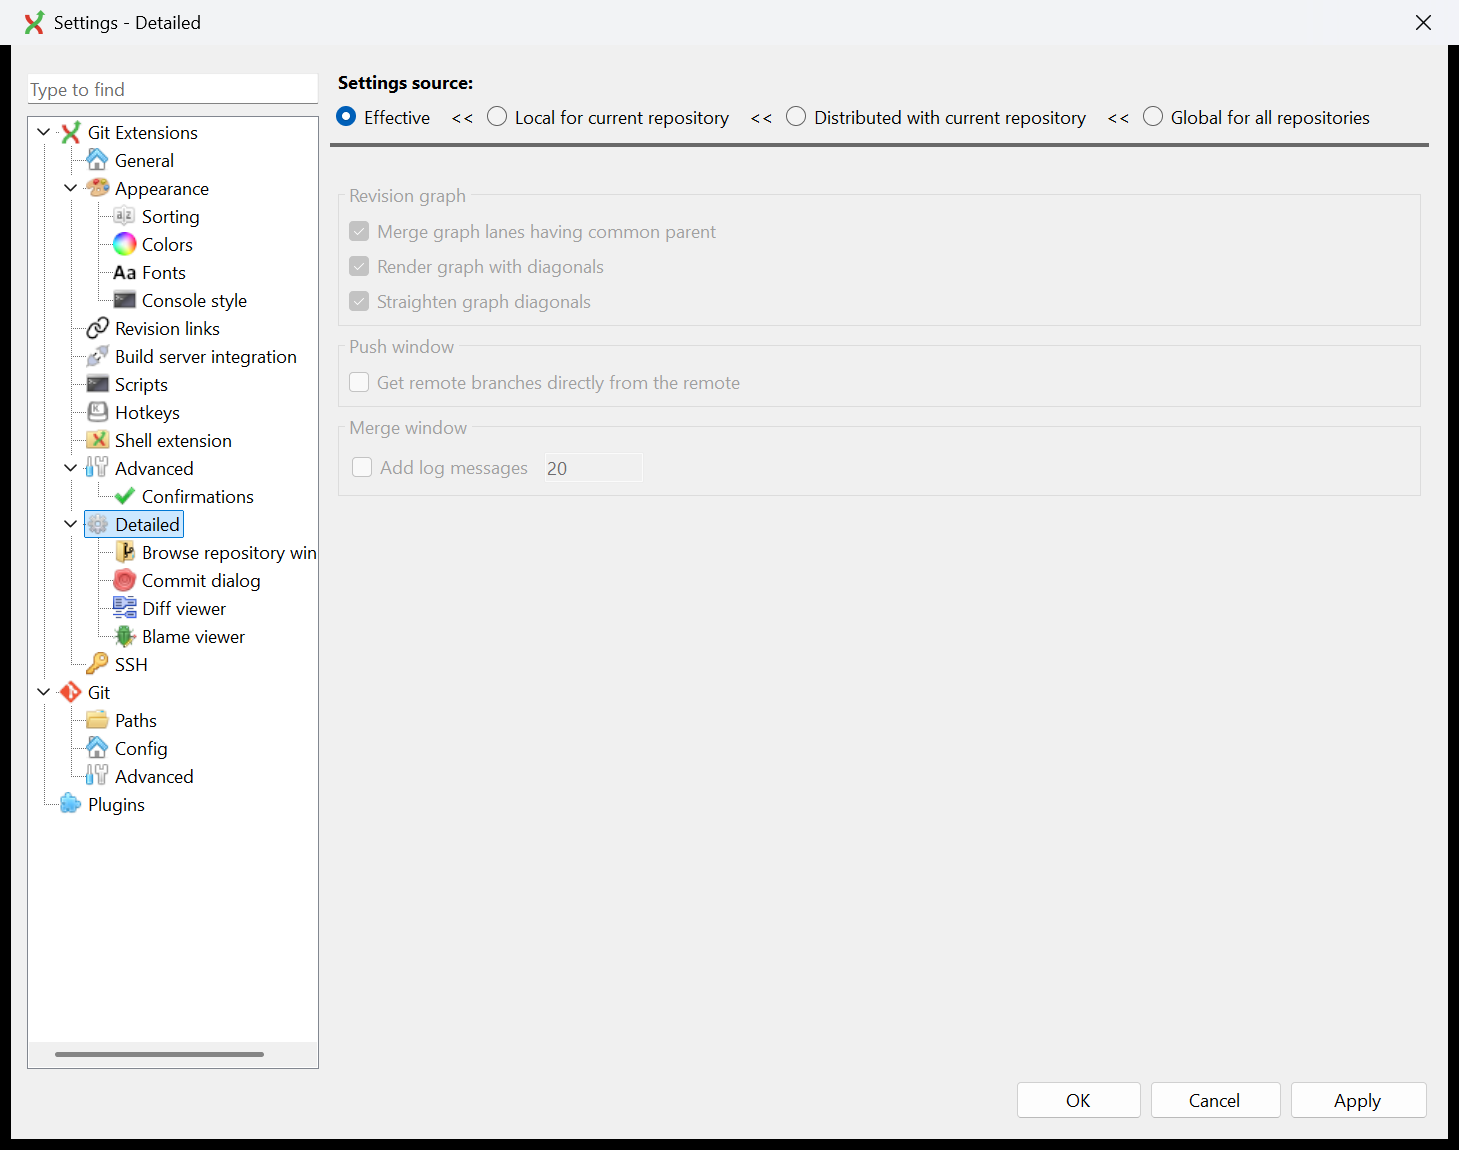 Settings - Detailed
Type to find
Git Extensions
General
Appearance
Sorting
Colors
Aa Fonts
Console style
Revision links
Build server integration
Scripts
Hotkeys
Shell extension
Advanced
Confirmations
Detailed
Browse repository win
Commit dialog
Diff viewer
Blame viewer
SSH
Git
Paths
Config
Advanced
Plugins
Settings source:
Effective << Local for current repository << Distributed with current repository << Global for all repositories
Revision graph
Merge graph lanes having common parent
Render graph with diagonals
Straighten graph diagonals
Push window
Get remote branches directly from the remote
Merge window
Add log messages 20
OK Cancel Apply